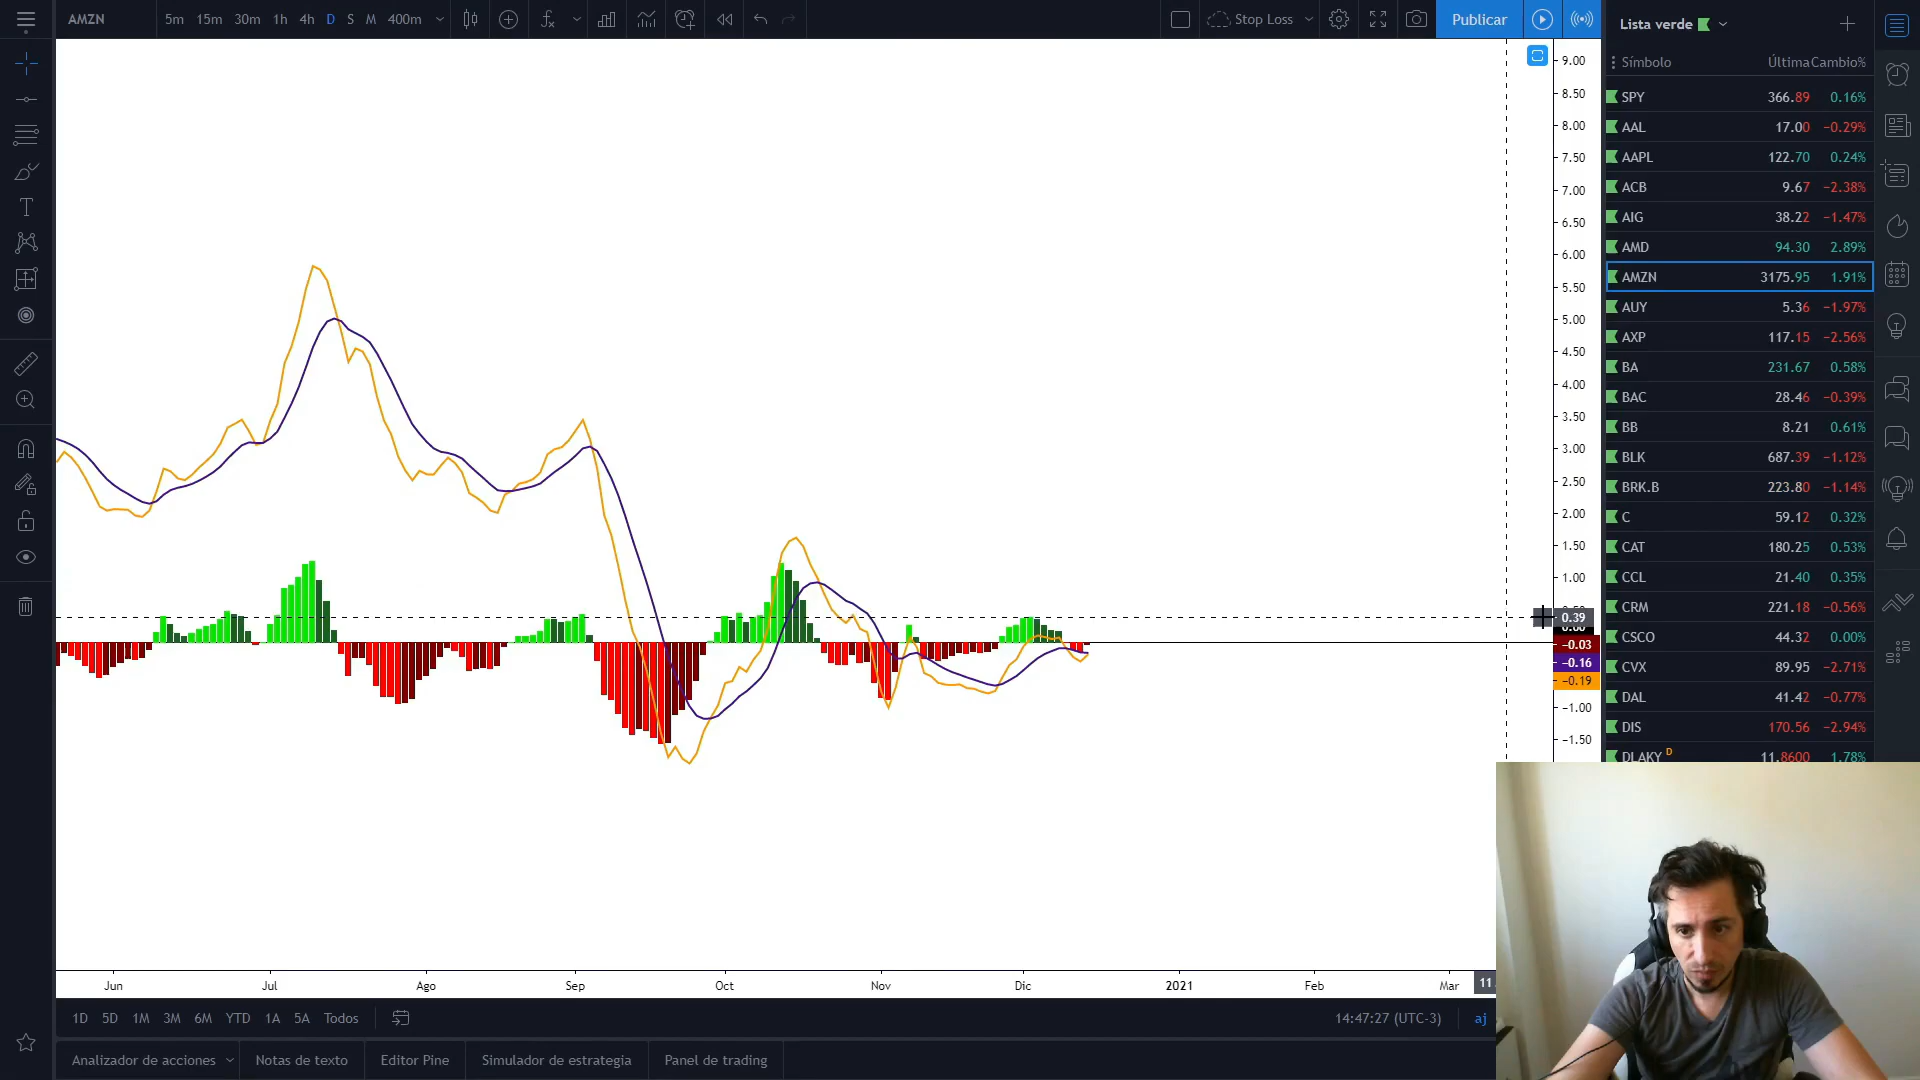 AMZN 5m 15m 30m 1h 4h D S M 400m Stop Loss Publicar
Lista verde
Símbolo Última Cambio%
SPY 366.89 0.16%
AAL 17.00 −0.29%
AAPL 122.70 0.24%
ACB 9.67 −2.38%
AIG 38.22 −1.47%
AMD 94.30 2.89%
AMZN 3175.95 1.91%
AUY 5.36 −1.97%
AXP 117.15 −2.56%
BA 231.67 0.58%
BAC 28.46 −0.39%
BB 8.21 0.61%
BLK 687.39 −1.12%
BRK.B 223.80 −1.14%
C 59.12 0.32%
CAT 180.25 0.53%
CCL 21.40 0.35%
CRM 221.18 −0.56%
CSCO 44.32 0.00%
CVX 89.95 −2.71%
DAL 41.42 −0.77%
DIS 170.56 −2.94%
DLAKY D 11.8600 1.78%
9.00
8.50
8.00
7.50
7.00
6.50
6.00
5.50
5.00
4.50
4.00
3.50
3.00
2.50
2.00
1.50
1.00
0.39
0.00
−0.03
−0.16
−0.19
−1.00
−1.50
Jun Jul Ago Sep Oct Nov Dic 2021 Feb Mar 11
1D 5D 1M 3M 6M YTD 1A 5A Todos 14:47:27 (UTC-3) aj
Analizador de acciones Notas de texto Editor Pine Simulador de estrategia Panel de trading